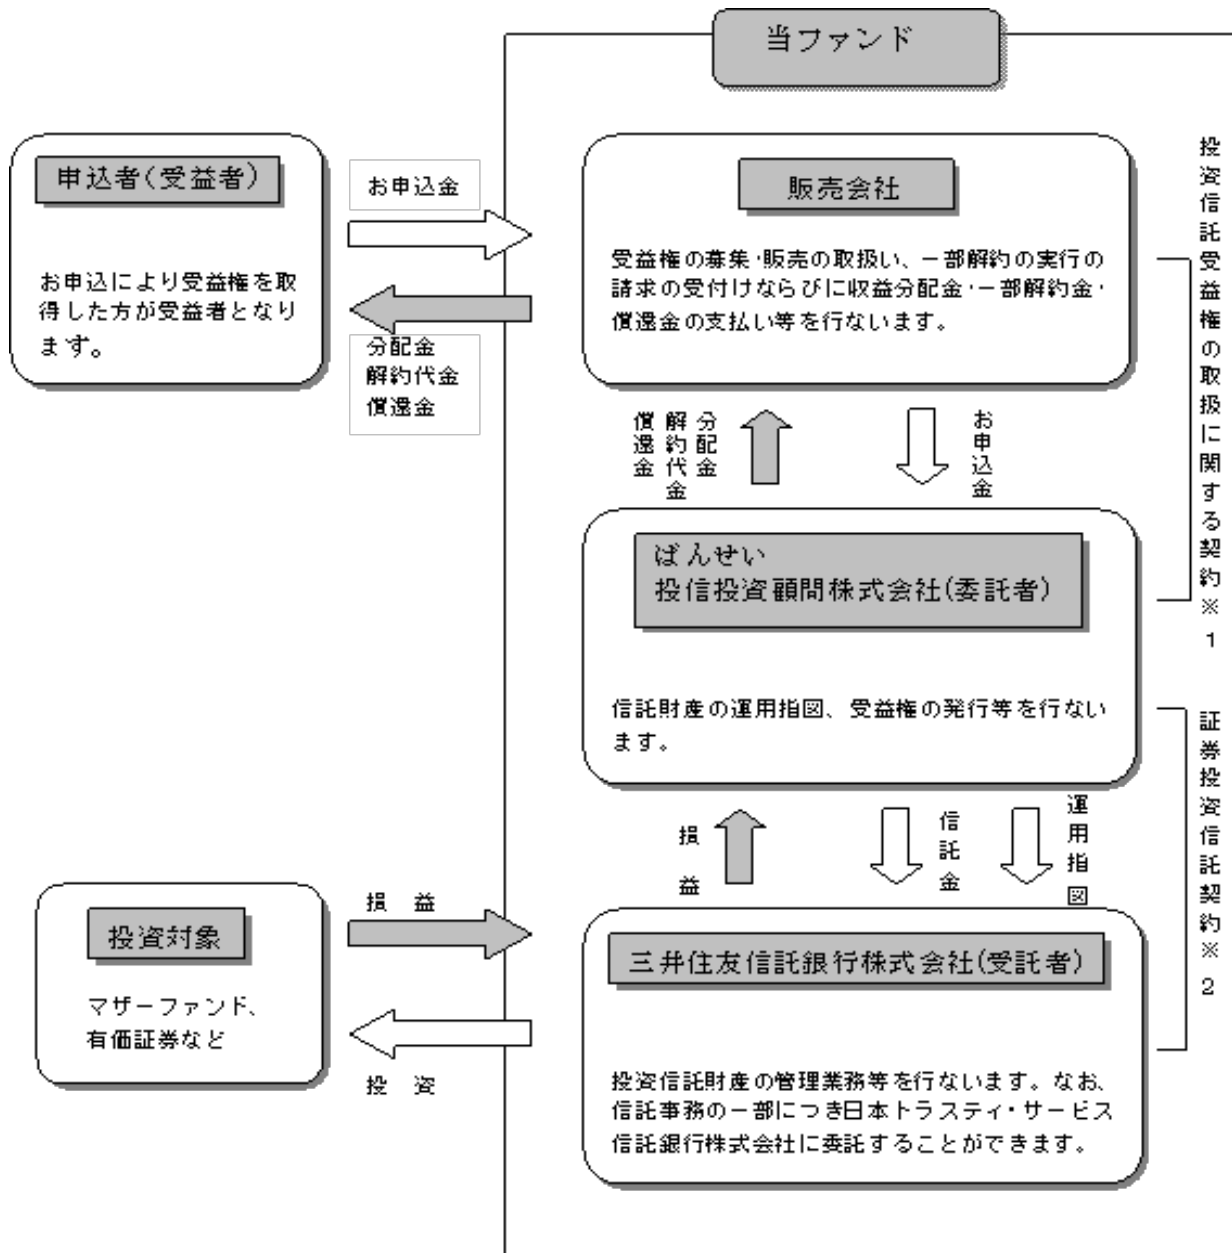 当ファンド
申込者(受益者)
お申込により受益権を取
得した方が受益者となり
ます。
お申込金
分配金
解約代金
償還金
販売会社
受益権の募集・販売の取扱い、一部解約の実行の
請求の受付けならびに収益分配金・一部解約金・
償還金の支払い等を行ないます。
分配金
解約代金
償還金
お申込金
投資信託受益権の取扱に関する契約※1
ばんせい
投信投資顧問株式会社(委託者)
信託財産の運用指図、受益権の発行等を行ない
ます。
損益
信託金
運用指図
証券投資信託契約※2
投資対象
マザーファンド、
有価証券など
損 益
投 資
三井住友信託銀行株式会社(受託者)
投資信託財産の管理業務等を行ないます。なお、
信託事務の一部につき日本トラスティ・サービス
信託銀行株式会社に委託することができます。